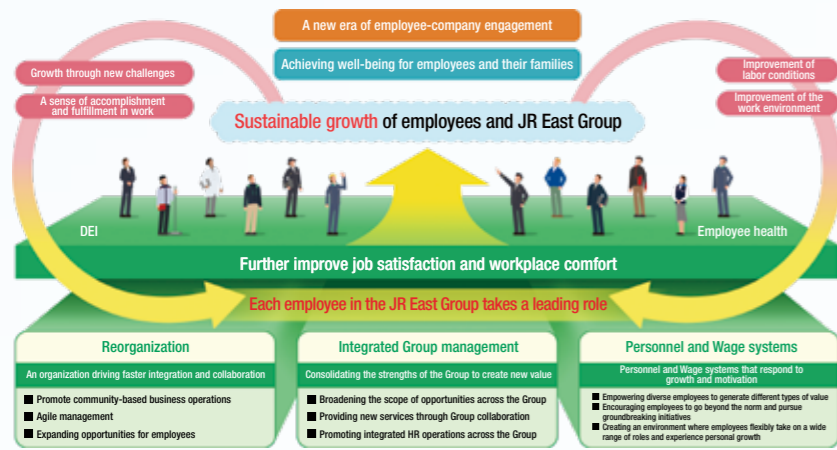 A new era of employee-company engagement
Achieving well-being for employees and their families
Growth through new challenges
A sense of accomplishment
and fulfillment in work
Improvement of
labor conditions
Improvement of the
work environment
Sustainable growth of employees and JR East Group
DEI
Employee health
Further improve job satisfaction and workplace comfort
Each employee in the JR East Group takes a leading role
Reorganization
An organization driving faster integration and collaboration
■ Promote community-based business operations
■ Agile management
■ Expanding opportunities for employees
Integrated Group management
Consolidating the strengths of the Group to create new value
■ Broadening the scope of opportunities across the Group
■ Providing new services through Group collaboration
■ Promoting integrated HR operations across the Group
Personnel and Wage systems
Personnel and Wage systems that respond to
growth and motivation
■ Empowering diverse employees to generate different types of value
■ Encouraging employees to go beyond the norm and pursue
groundbreaking initiatives
■ Creating an environment where employees flexibly take on a wide
range of roles and experience personal growth